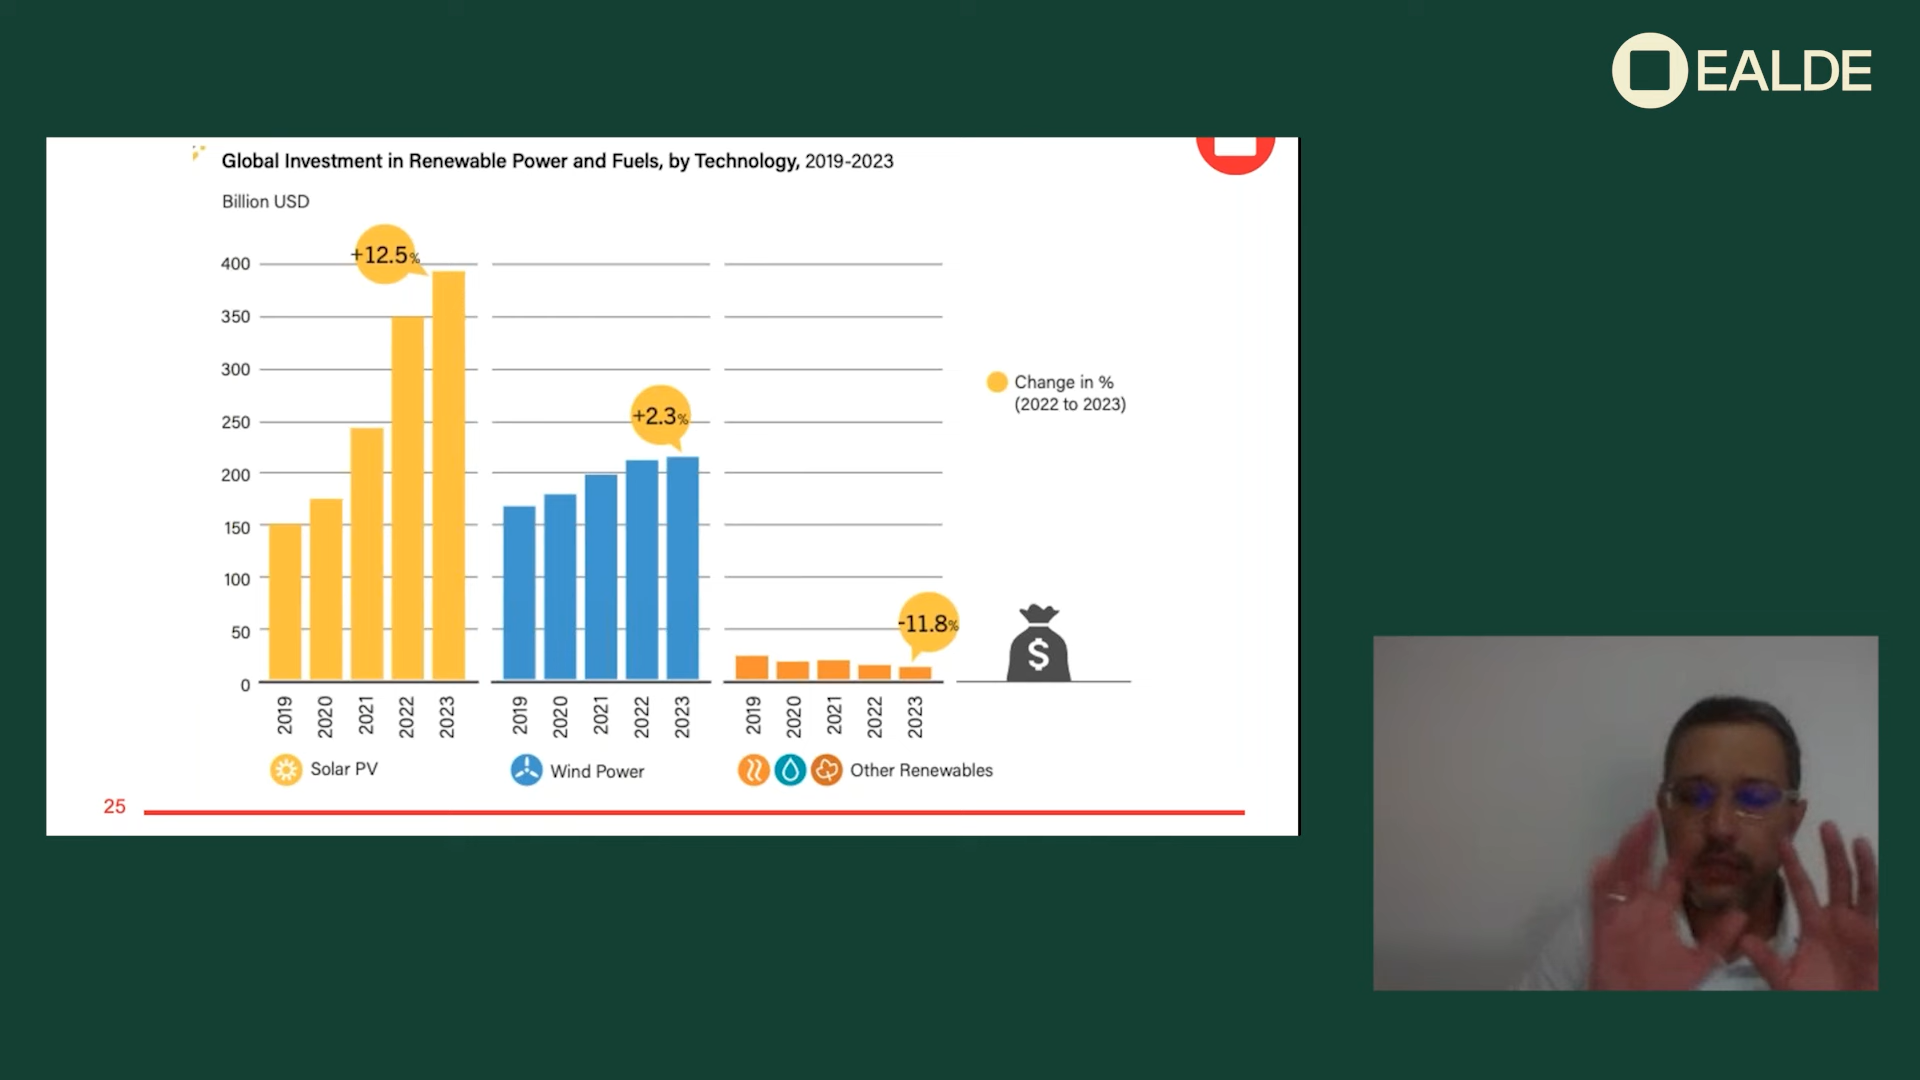 EALDE
Global Investment in Renewable Power and Fuels, by Technology, 2019-2023
Billion USD
400
350
300
250
200
150
100
50
0
+12.5%
+2.3%
-11.8%
Change in %
(2022 to 2023)
$
2019 2020 2021 2022 2023
2019 2020 2021 2022 2023
2019 2020 2021 2022 2023
Solar PV
Wind Power
Other Renewables
25